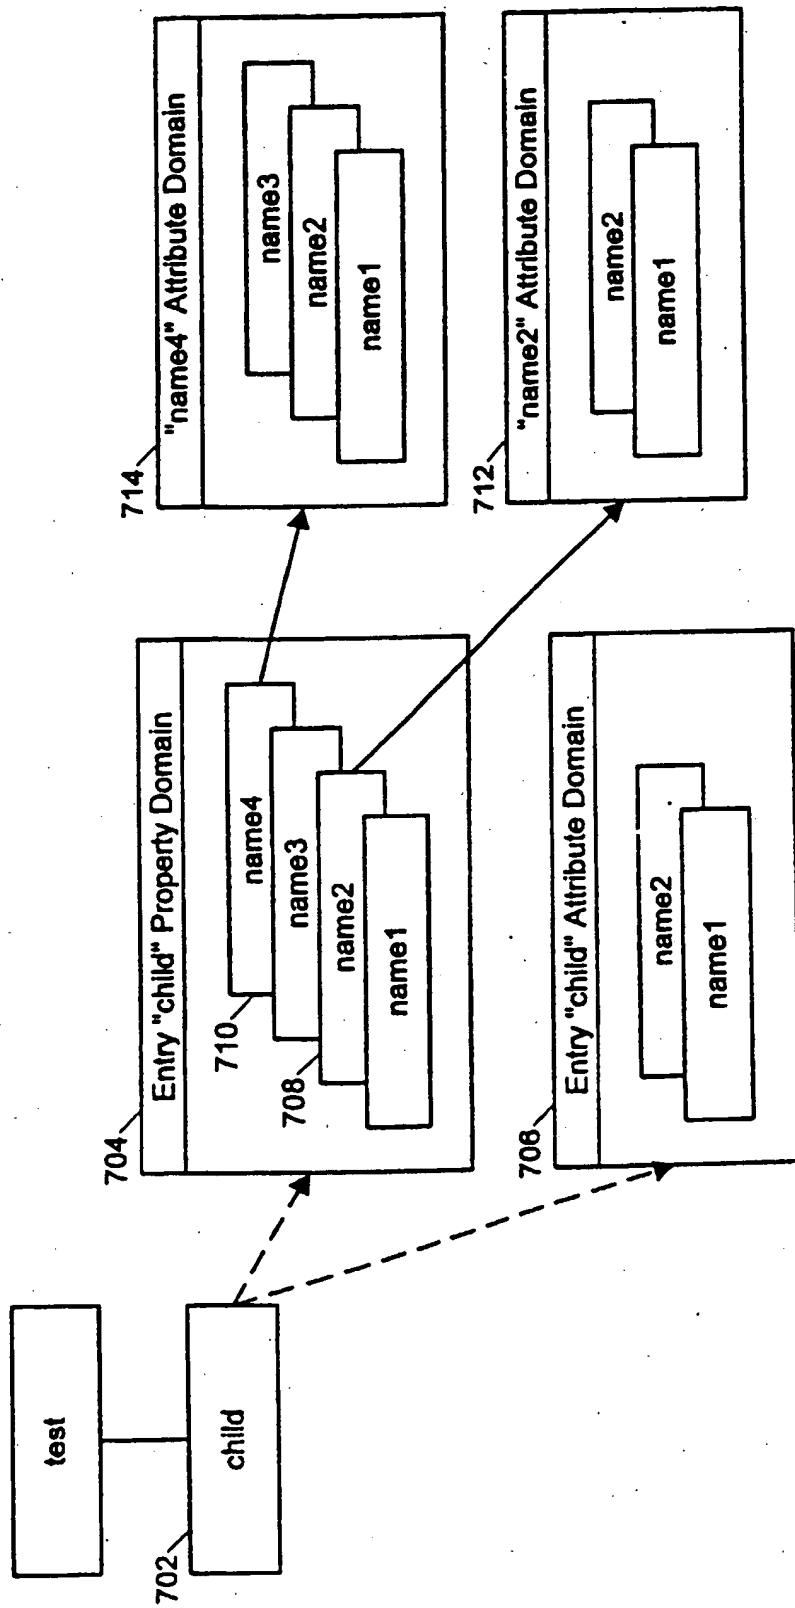 test
702
child
704
Entry "child" Property Domain
710
name4
name3
708
name2
name1
706
Entry "child" Attribute Domain
name2
name1
714
"name4" Attribute Domain
name3
name2
name1
712
"name2" Attribute Domain
name2
name1